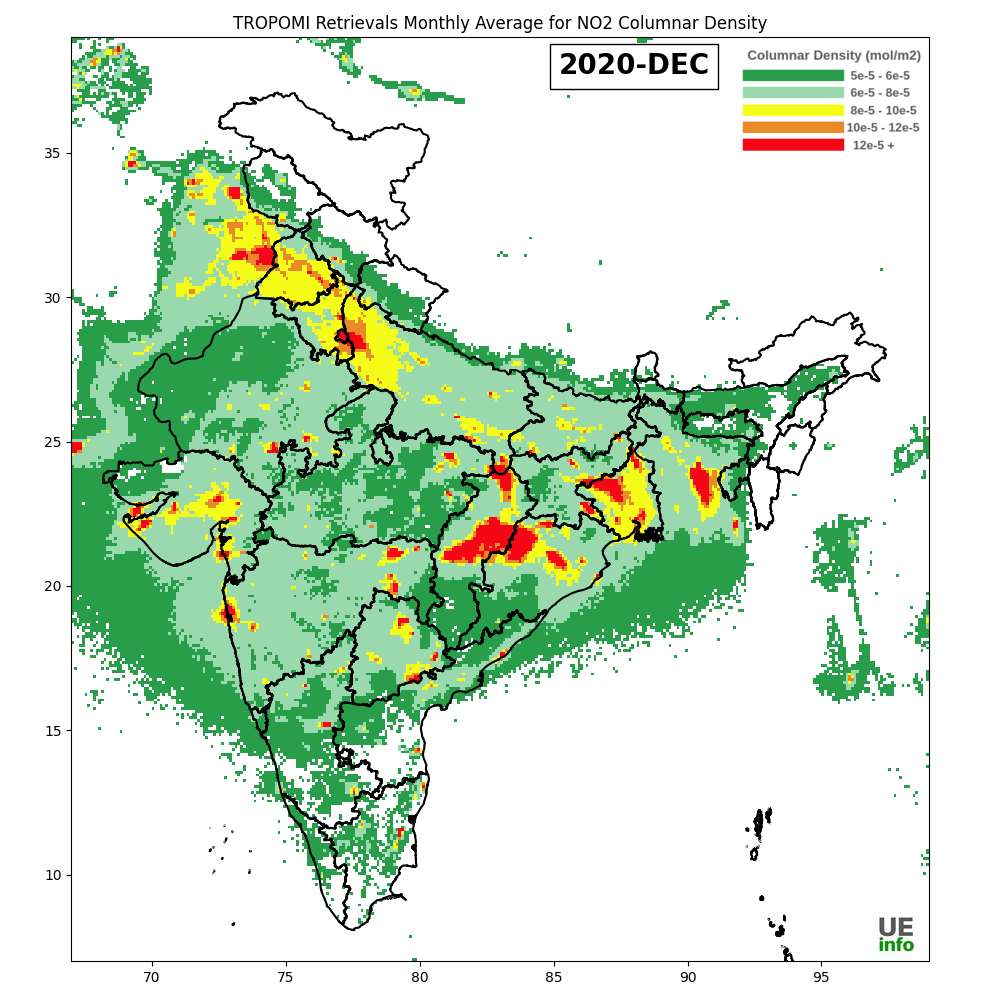 TROPOMI Retrievals Monthly Average for NO2 Columnar Density
2020-DEC
Columnar Density (mol/m2)
5e-5 - 6e-5
6e-5 - 8e-5
8e-5 - 10e-5
10e-5 - 12e-5
12e-5 +
35
30
25
20
15
10
70 75 80 85 90 95
UE
info